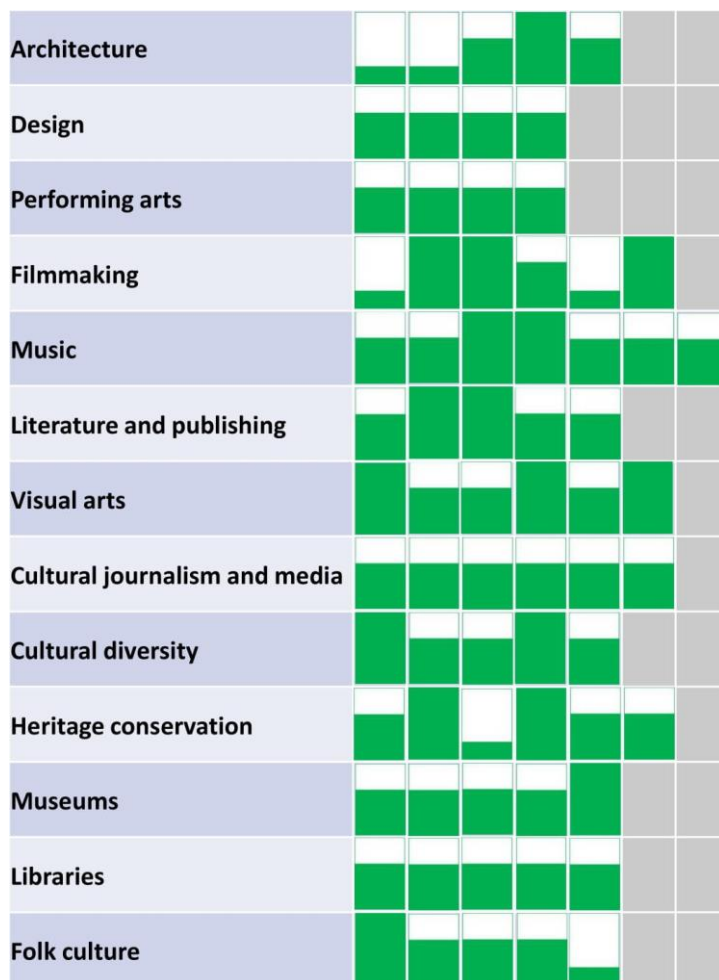 Architecture
Design
Performing arts
Filmmaking
Music
Literature and publishing
Visual arts
Cultural journalism and media
Cultural diversity
Heritage conservation
Museums
Libraries
Folk culture